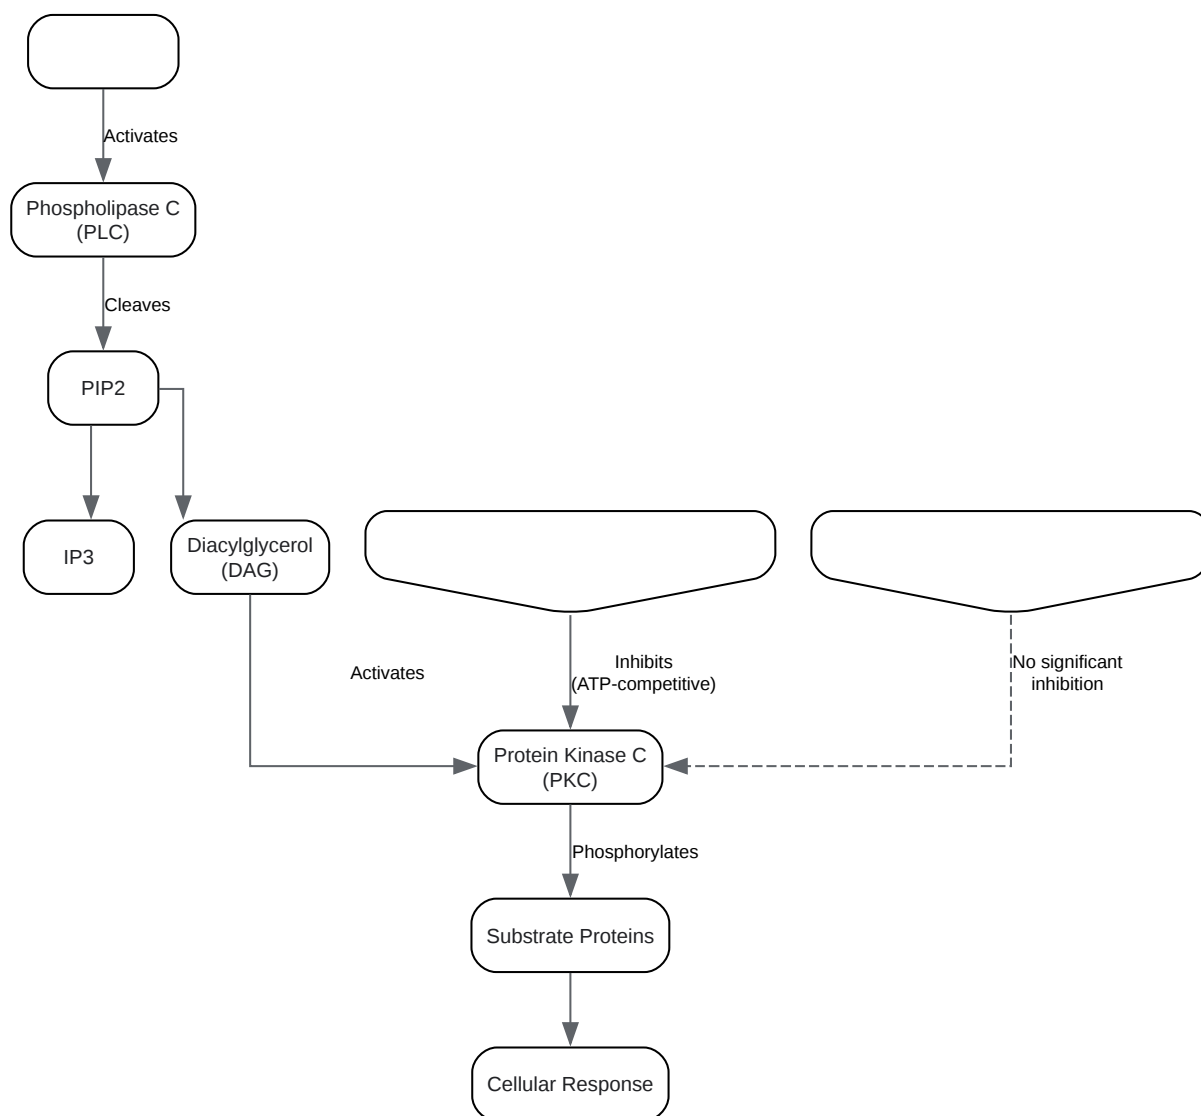 Activates
Phospholipase C
(PLC)
Cleaves
PIP2
IP3
Diacylglycerol
(DAG)
Activates
Inhibits
(ATP-competitive)
No significant
inhibition
Protein Kinase C
(PKC)
Phosphorylates
Substrate Proteins
Cellular Response